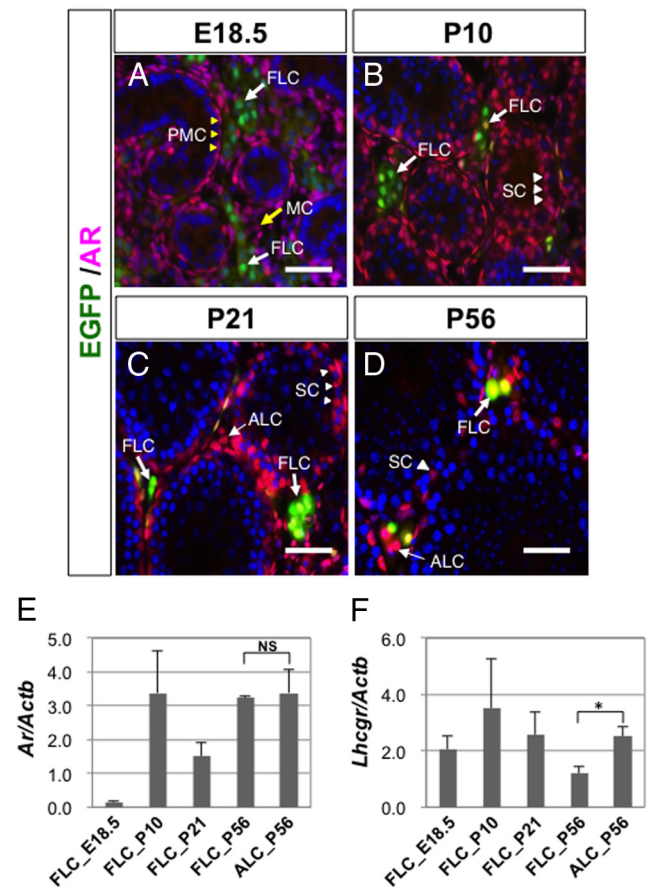 E18.5
P10
EGFP /AR
A
FLC
PMC
MC
FLC
B
FLC
FLC
SC
P21
P56
C
SC
ALC
FLC
FLC
D
FLC
SC
ALC
E
Ar/Actb
5.0
4.0
3.0
2.0
1.0
0.0
NS
FLC_E18.5
FLC_P10
FLC_P21
FLC_P56
ALC_P56
F
Lhcgr/Actb
6.0
4.0
2.0
0.0
*
FLC_E18.5
FLC_P10
FLC_P21
FLC_P56
ALC_P56